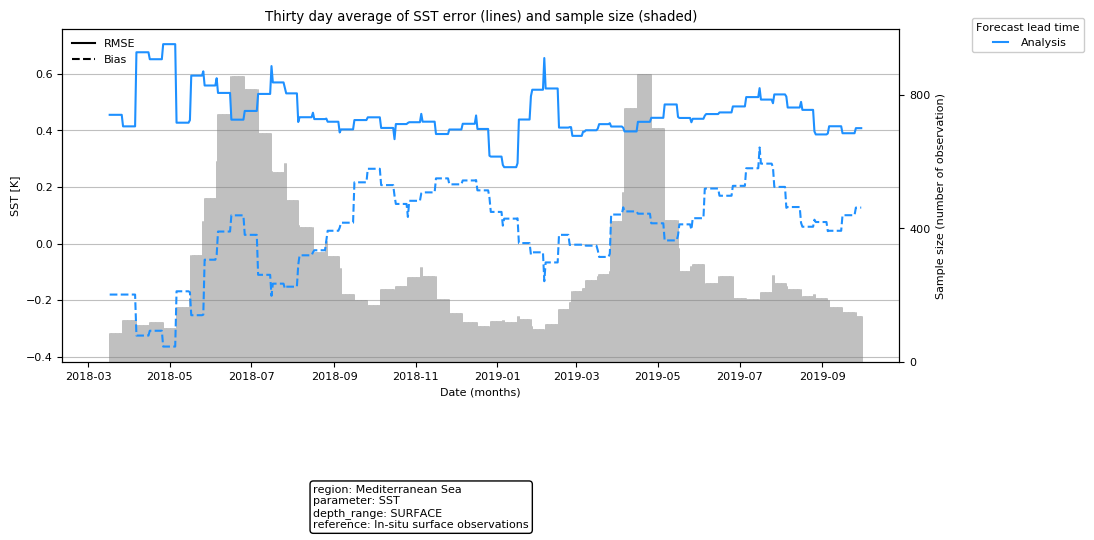 Thirty day average of SST error (lines) and sample size (shaded)
Forecast lead time
Analysis
RMSE
Bias
0.6
0.4
0.2
0.0
−0.2
−0.4
SST [K]
800
400
0
Sample size (number of observation)
2018-03 2018-05 2018-07 2018-09 2018-11 2019-01 2019-03 2019-05 2019-07 2019-09
Date (months)
region: Mediterranean Sea
parameter: SST
depth_range: SURFACE
reference: In-situ surface observations